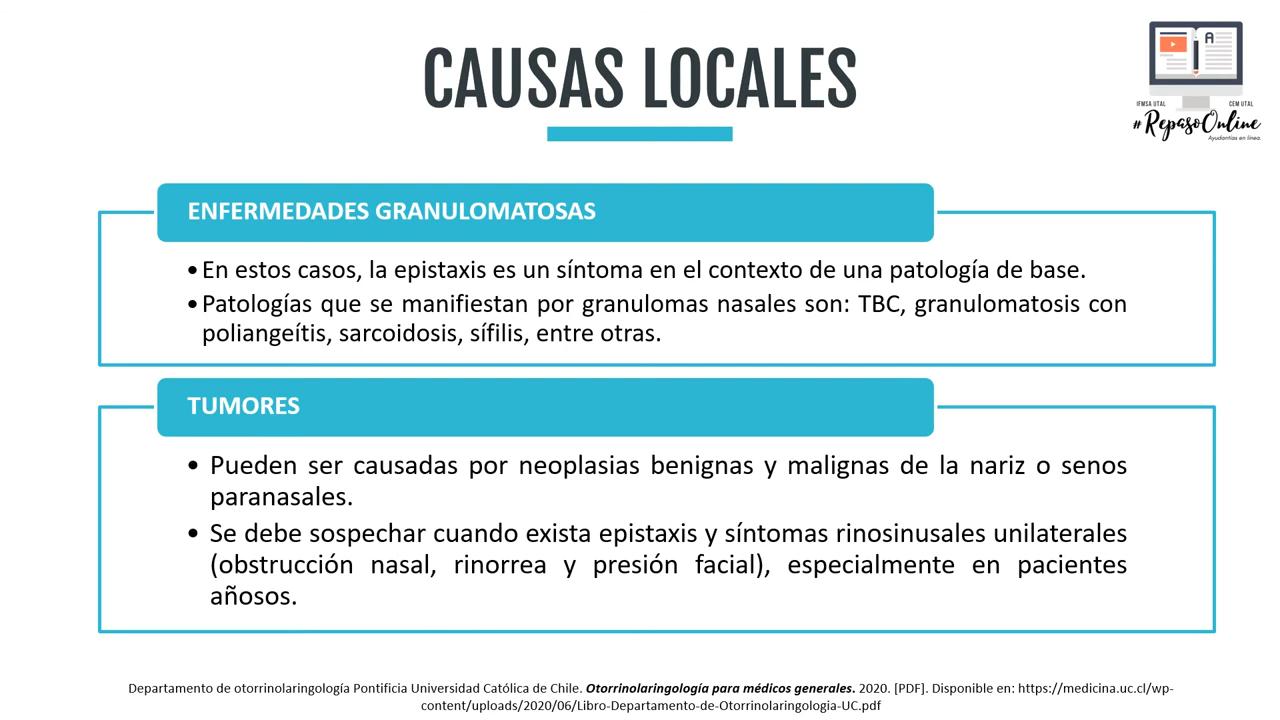 CAUSAS LOCALES
A
IFMSA UTAL
CEM UTAL
#RepasoOnline
Ayudantías en línea.
ENFERMEDADES GRANULOMATOSAS
•En estos casos, la epistaxis es un síntoma en el contexto de una patología de base.
•Patologías que se manifiestan por granulomas nasales son: TBC, granulomatosis con
poliangeítis, sarcoidosis, sífilis, entre otras.
TUMORES
• Pueden ser causadas por neoplasias benignas y malignas de la nariz o senos
paranasales.
• Se debe sospechar cuando exista epistaxis y síntomas rinosinusales unilaterales
(obstrucción nasal, rinorrea y presión facial), especialmente en pacientes
añosos.
Departamento de otorrinolaringología Pontificia Universidad Católica de Chile. Otorrinolaringología para médicos generales. 2020. [PDF]. Disponible en: https://medicina.uc.cl/wp-
content/uploads/2020/06/Libro-Departamento-de-Otorrinolaringologia-UC.pdf